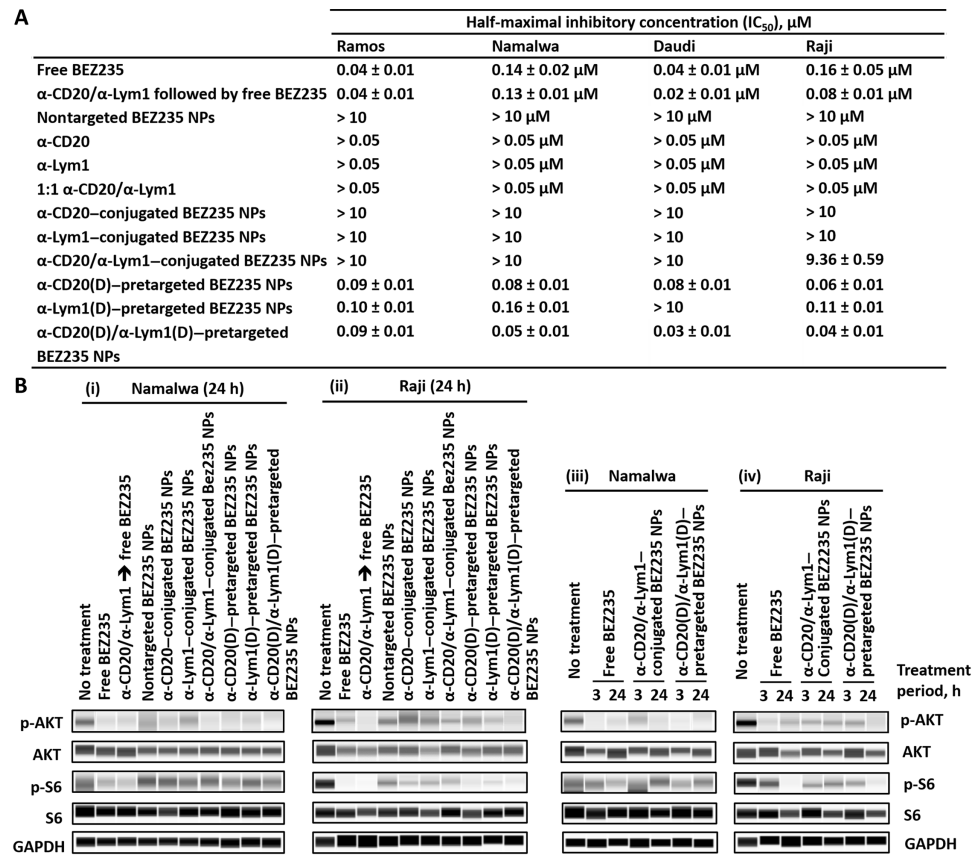 A
Half-maximal inhibitory concentration (IC50), µM
Ramos Namalwa Daudi Raji
Free BEZ235 0.04 ± 0.01 0.14 ± 0.02 µM 0.04 ± 0.01 µM 0.16 ± 0.05 µM
α-CD20/α-Lym1 followed by free BEZ235 0.04 ± 0.01 0.13 ± 0.01 µM 0.02 ± 0.01 µM 0.08 ± 0.01 µM
Nontargeted BEZ235 NPs > 10 > 10 µM > 10 µM > 10 µM
α-CD20 > 0.05 > 0.05 µM > 0.05 µM > 0.05 µM
α-Lym1 > 0.05 > 0.05 µM > 0.05 µM > 0.05 µM
1:1 α-CD20/α-Lym1 > 0.05 > 0.05 µM > 0.05 µM > 0.05 µM
α-CD20–conjugated BEZ235 NPs > 10 > 10 > 10 > 10
α-Lym1–conjugated BEZ235 NPs > 10 > 10 > 10 > 10
α-CD20/α-Lym1–conjugated BEZ235 NPs > 10 > 10 > 10 9.36 ± 0.59
α-CD20(D)–pretargeted BEZ235 NPs 0.09 ± 0.01 0.08 ± 0.01 0.08 ± 0.01 0.06 ± 0.01
α-Lym1(D)–pretargeted BEZ235 NPs 0.10 ± 0.01 0.16 ± 0.01 > 10 0.11 ± 0.01
α-CD20(D)/α-Lym1(D)–pretargeted 0.09 ± 0.01 0.05 ± 0.01 0.03 ± 0.01 0.04 ± 0.01
BEZ235 NPs
B
(i) Namalwa (24 h)
No treatment
Free BEZ235
α-CD20/α-Lym1 ➔ free BEZ235
Nontargeted BEZ235 NPs
α-CD20–conjugated BEZ235 NPs
α-Lym1–conjugated BEZ235 NPs
α-CD20/α-Lym1–conjugated Bez235 NPs
α-CD20(D)–pretargeted BEZ235 NPs
α-Lym1(D)–pretargeted BEZ235 NPs
α-CD20(D)/α-Lym1(D)–pretargeted
BEZ235 NPs
(ii) Raji (24 h)
No treatment
Free BEZ235
α-CD20/α-Lym1 ➔ free BEZ235
Nontargeted BEZ235 NPs
α-CD20–conjugated BEZ235 NPs
α-Lym1–conjugated BEZ235 NPs
α-CD20/α-Lym1–conjugated Bez235 NPs
α-CD20(D)–pretargeted BEZ235 NPs
α-Lym1(D)–pretargeted BEZ235 NPs
α-CD20(D)/α-Lym1(D)–pretargeted
BEZ235 NPs
(iii) Namalwa
No treatment
Free BEZ235
α-CD20/α-Lym1–
conjugated BEZ235 NPs
α-CD20(D)/α-Lym1(D)–
pretargeted BEZ235 NPs
3 24 3 24 3 24
(iv) Raji
No treatment
Free BEZ235
α-CD20/α-Lym1–
Conjugated BEZ235 NPs
α-CD20(D)/α-Lym1(D)–
pretargeted BEZ235 NPs
3 24 3 24 3 24
Treatment
period, h
p-AKT p-AKT
AKT AKT
p-S6 p-S6
S6 S6
GAPDH GAPDH